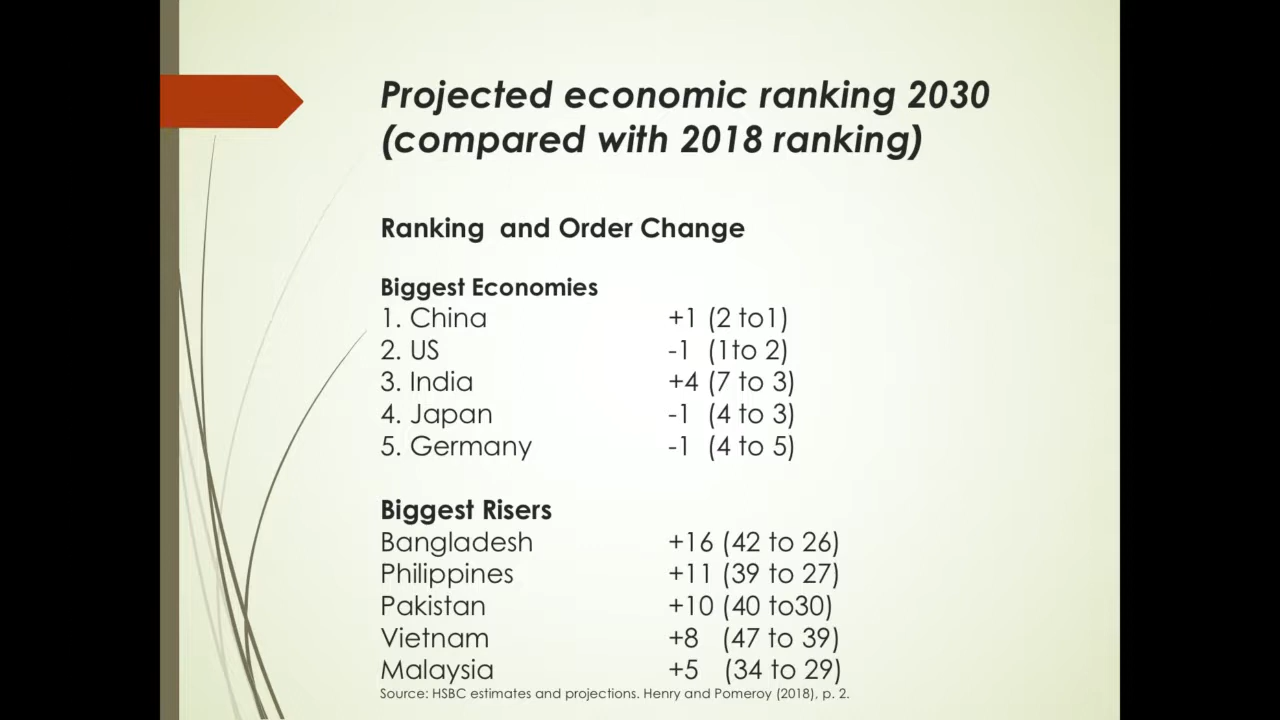 Projected economic ranking 2030
(compared with 2018 ranking)
Ranking and Order Change
Biggest Economies
1. China +1 (2 to1)
2. US -1 (1to 2)
3. India +4 (7 to 3)
4. Japan -1 (4 to 3)
5. Germany -1 (4 to 5)
Biggest Risers
Bangladesh +16 (42 to 26)
Philippines +11 (39 to 27)
Pakistan +10 (40 to30)
Vietnam +8 (47 to 39)
Malaysia +5 (34 to 29)
Source: HSBC estimates and projections. Henry and Pomeroy (2018), p. 2.